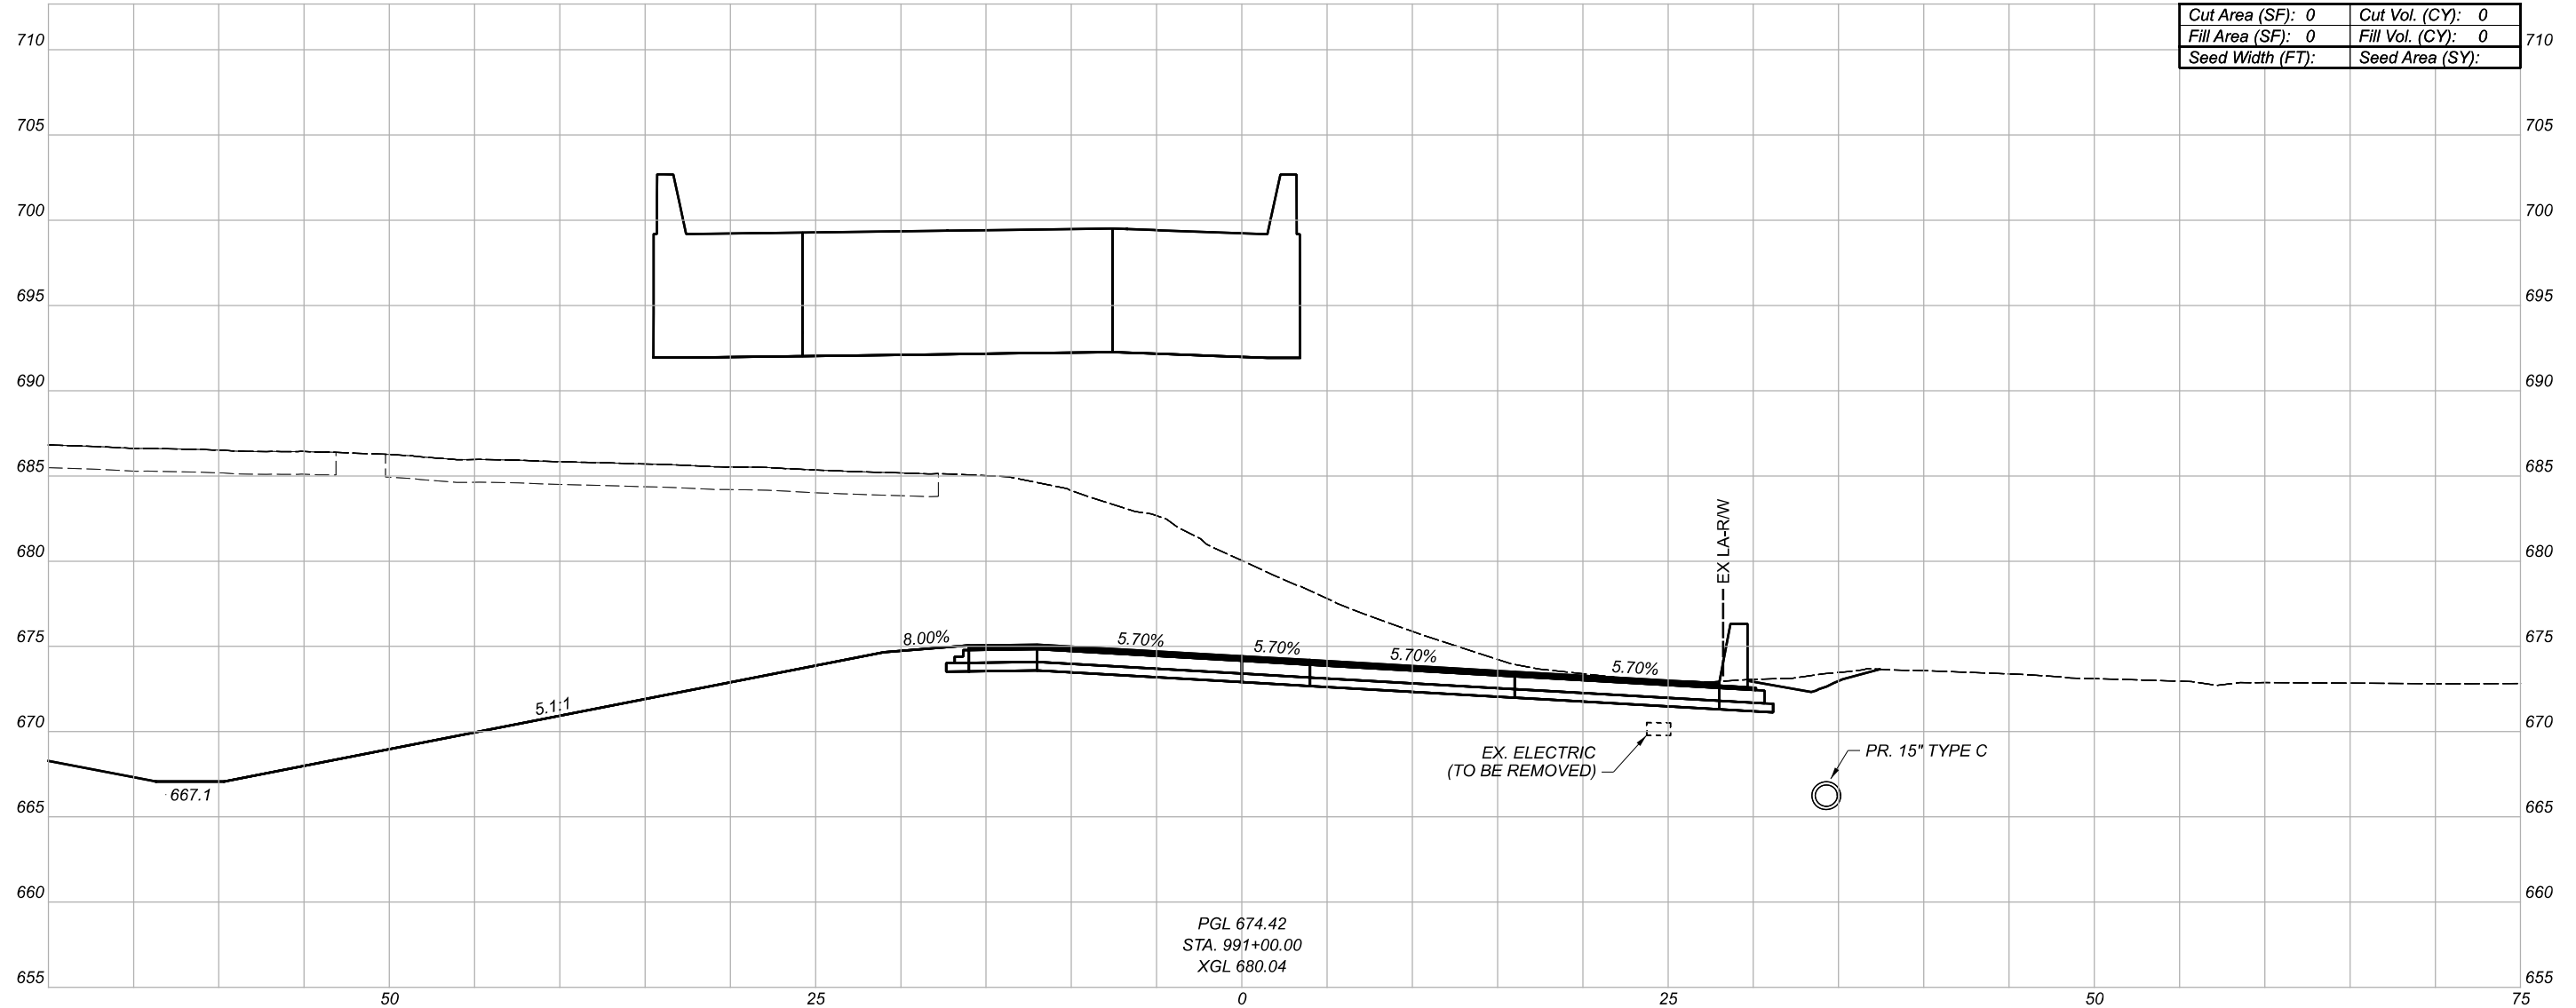 Cut Area (SF): 0 Cut Vol. (CY): 0
Fill Area (SF): 0 Fill Vol. (CY): 0
Seed Width (FT): Seed Area (SY):
710 710
705 705
700 700
695 695
690 690
685 685
680 680
EX LA-R/W
675 675
8.00% 5.70% 5.70% 5.70% 5.70%
5.1:1
670 670
EX. ELECTRIC
(TO BE REMOVED)
PR. 15" TYPE C
667.1
665 665
660 660
PGL 674.42
STA. 991+00.00
XGL 680.04
655 655
50 25 0 25 50 75